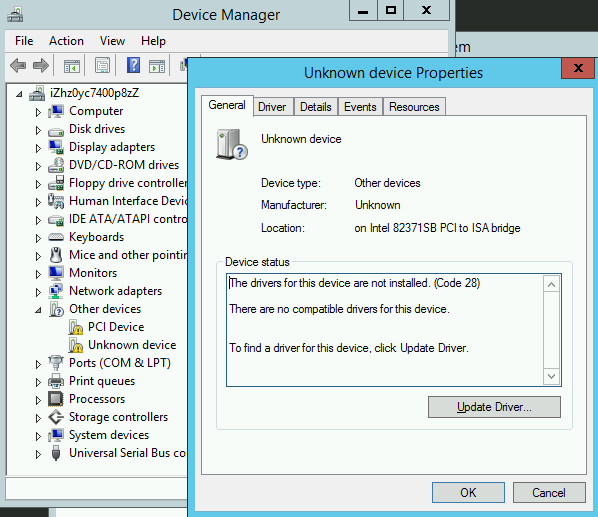 Device Manager
File Action View Help
iZhz0yc7400p8zZ
Computer
Disk drives
Display adapters
DVD/CD-ROM drives
Floppy drive controller
Human Interface Devi
IDE ATA/ATAPI contro
Keyboards
Mice and other pointin
Monitors
Network adapters
Other devices
PCI Device
Unknown device
Ports (COM & LPT)
Print queues
Processors
Storage controllers
System devices
Universal Serial Bus co
em
Unknown device Properties
General Driver Details Events Resources
Unknown device
Device type: Other devices
Manufacturer: Unknown
Location: on Intel 82371SB PCI to ISA bridge
Device status
The drivers for this device are not installed. (Code 28)
There are no compatible drivers for this device.
To find a driver for this device, click Update Driver.
Update Driver...
OK Cancel